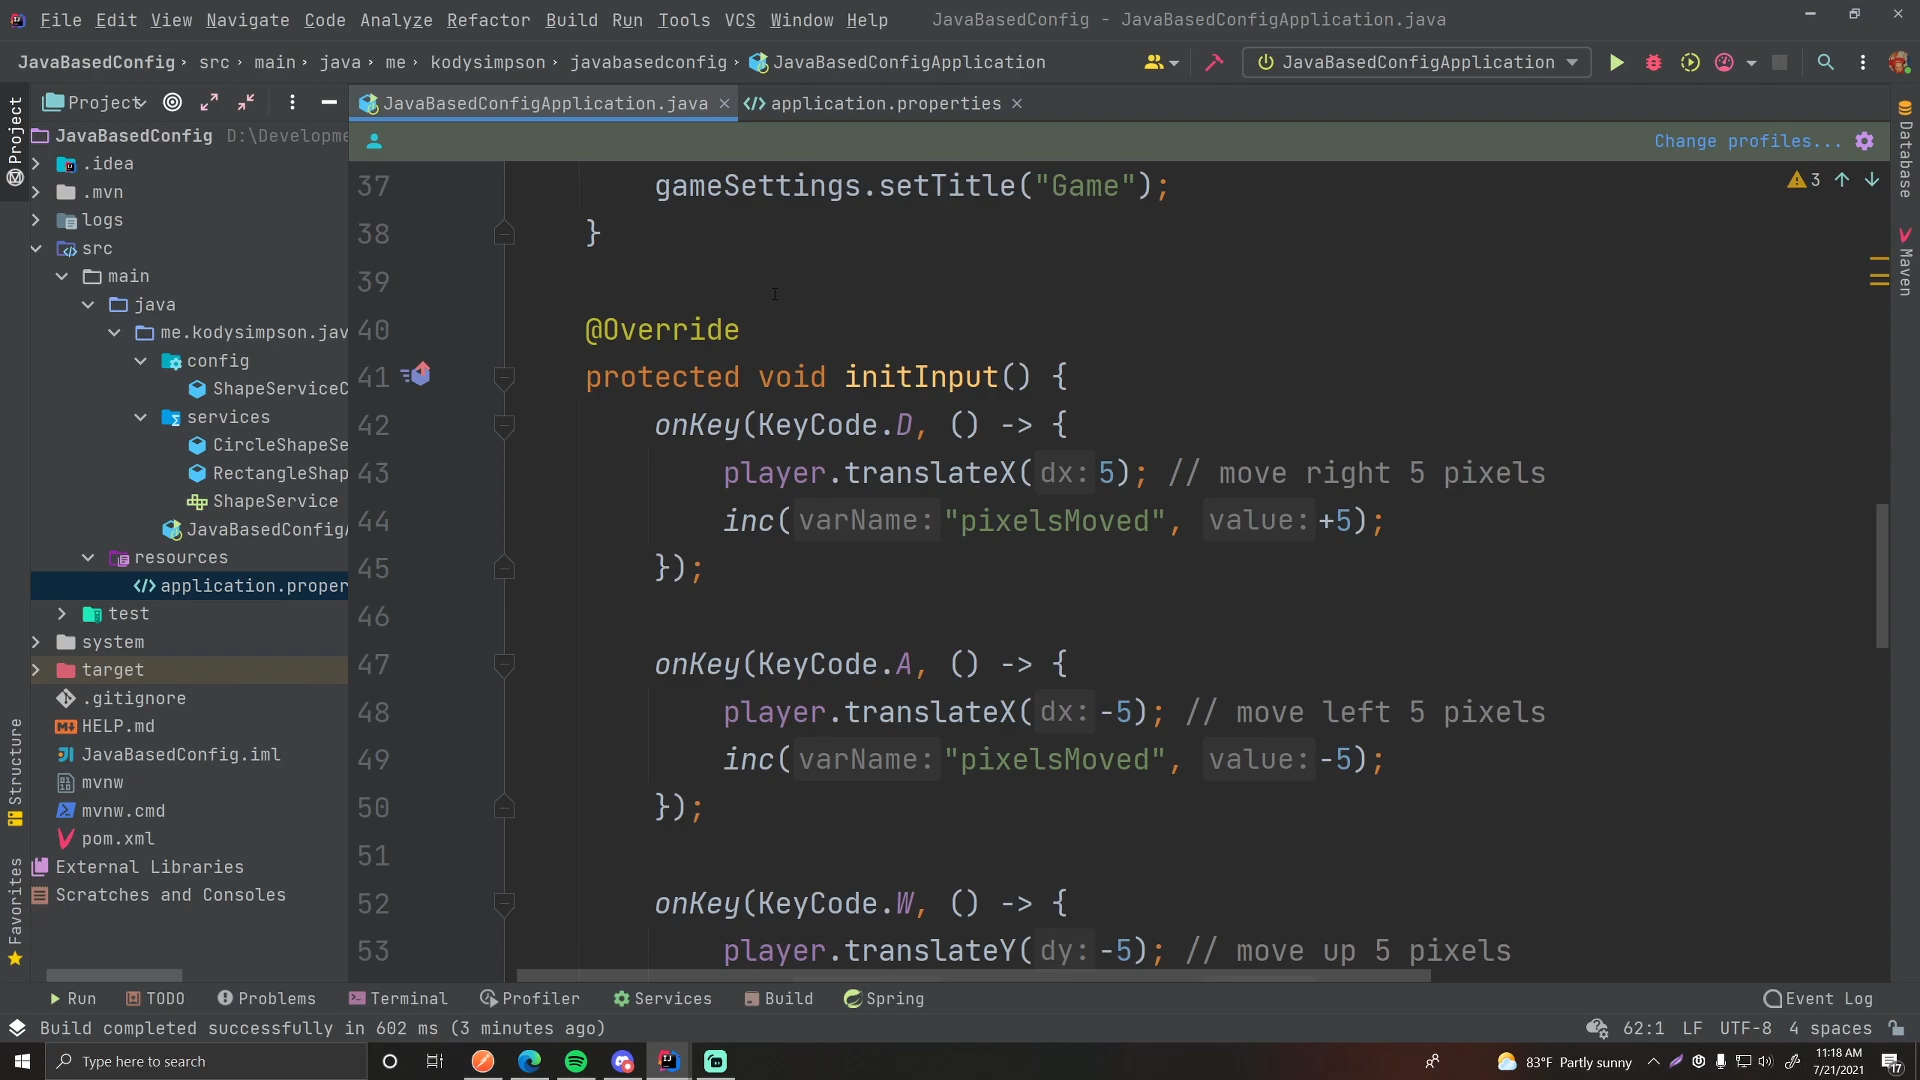 File Edit View Navigate Code Analyze Refactor Build Run Tools VCS Window Help JavaBasedConfig - JavaBasedConfigApplication.java
JavaBasedConfig › src › main › java › me › kodysimpson › javabasedconfig › JavaBasedConfigApplication
JavaBasedConfigApplication
Project
JavaBasedConfigApplication.java
application.properties
Project
JavaBasedConfig D:\Developme
Change profiles...
.idea
.mvn
logs
src
main
java
me.kodysimpson.jav
config
ShapeServiceC
services
CircleShapeSe
RectangleShap
ShapeService
JavaBasedConfigA
resources
application.proper
test
system
target
.gitignore
HELP.md
JavaBasedConfig.iml
mvnw
mvnw.cmd
pom.xml
External Libraries
Scratches and Consoles
Structure
Favorites
3
37 gameSettings.setTitle("Game");
38 }
39
40 @Override
41 protected void initInput() {
42 onKey(KeyCode.D, () -> {
43 player.translateX( dx: 5); // move right 5 pixels
44 inc( varName: "pixelsMoved", value: +5);
45 });
46
47 onKey(KeyCode.A, () -> {
48 player.translateX( dx: -5); // move left 5 pixels
49 inc( varName: "pixelsMoved", value: -5);
50 });
51
52 onKey(KeyCode.W, () -> {
53 player.translateY( dy: -5); // move up 5 pixels
Database
Maven
Run TODO Problems Terminal Profiler Services Build Spring Event Log
Build completed successfully in 602 ms (3 minutes ago) 62:1 LF UTF-8 4 spaces
Type here to search
83°F Partly sunny
11:18 AM
7/21/2021
17